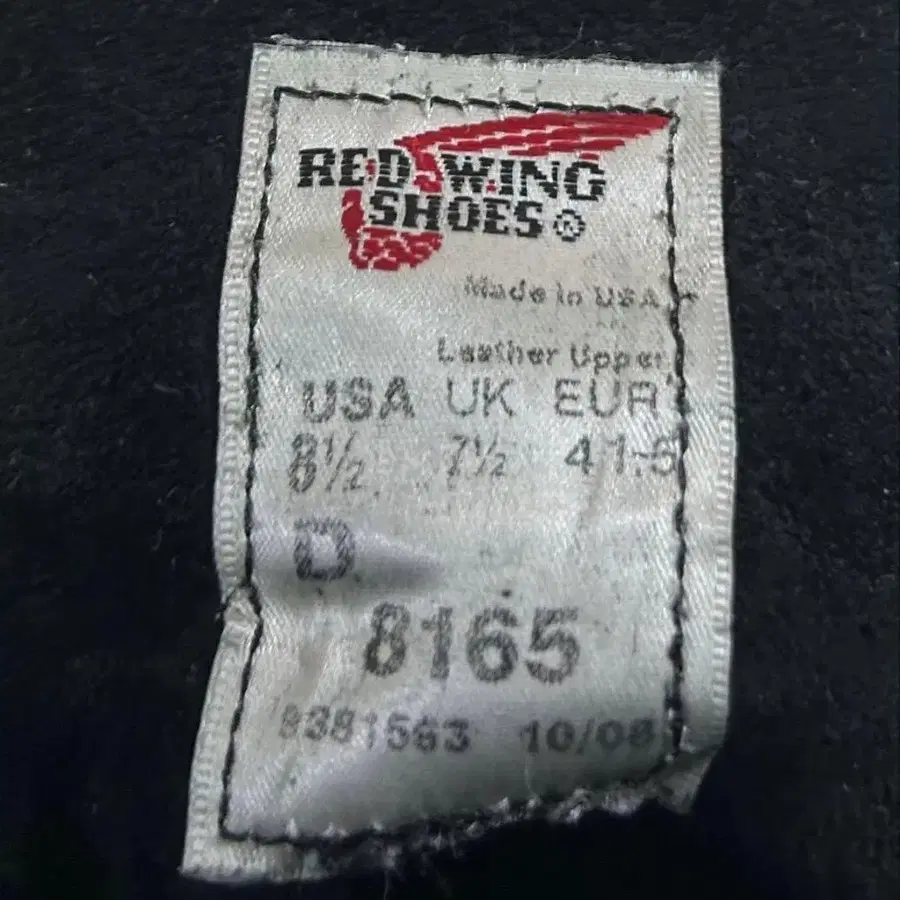 RED WING
SHOES®
Made in USA
Leather Upper
USA UK EUR
8½ 7½ 41.5
D
8165
10/08